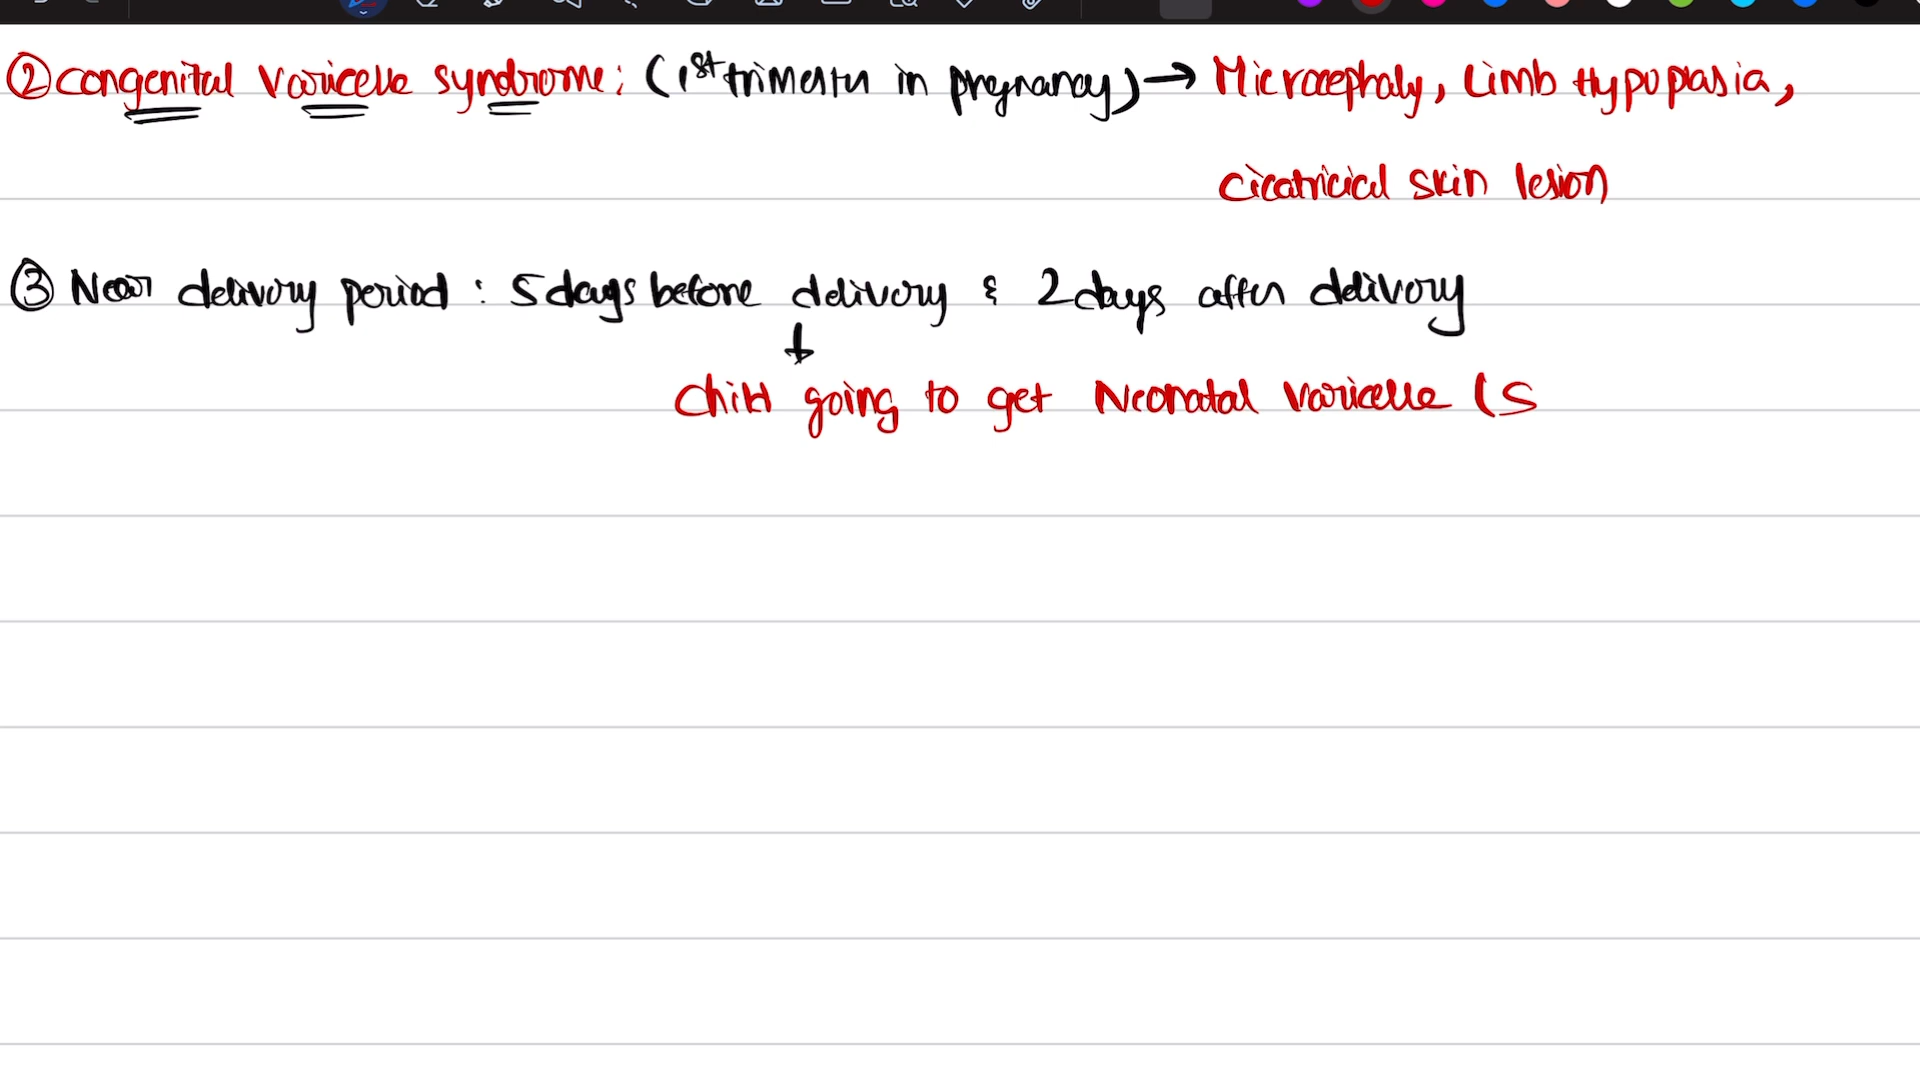 ② Congenital Varicella syndrome: (1st trimester in pregnancy) → Microcephaly, Limb Hypoplasia,
cicatricial skin lesion
③ Near delivery period : 5 days before delivery & 2 days after delivery
↓
Child going to get Neonatal Varicella (S